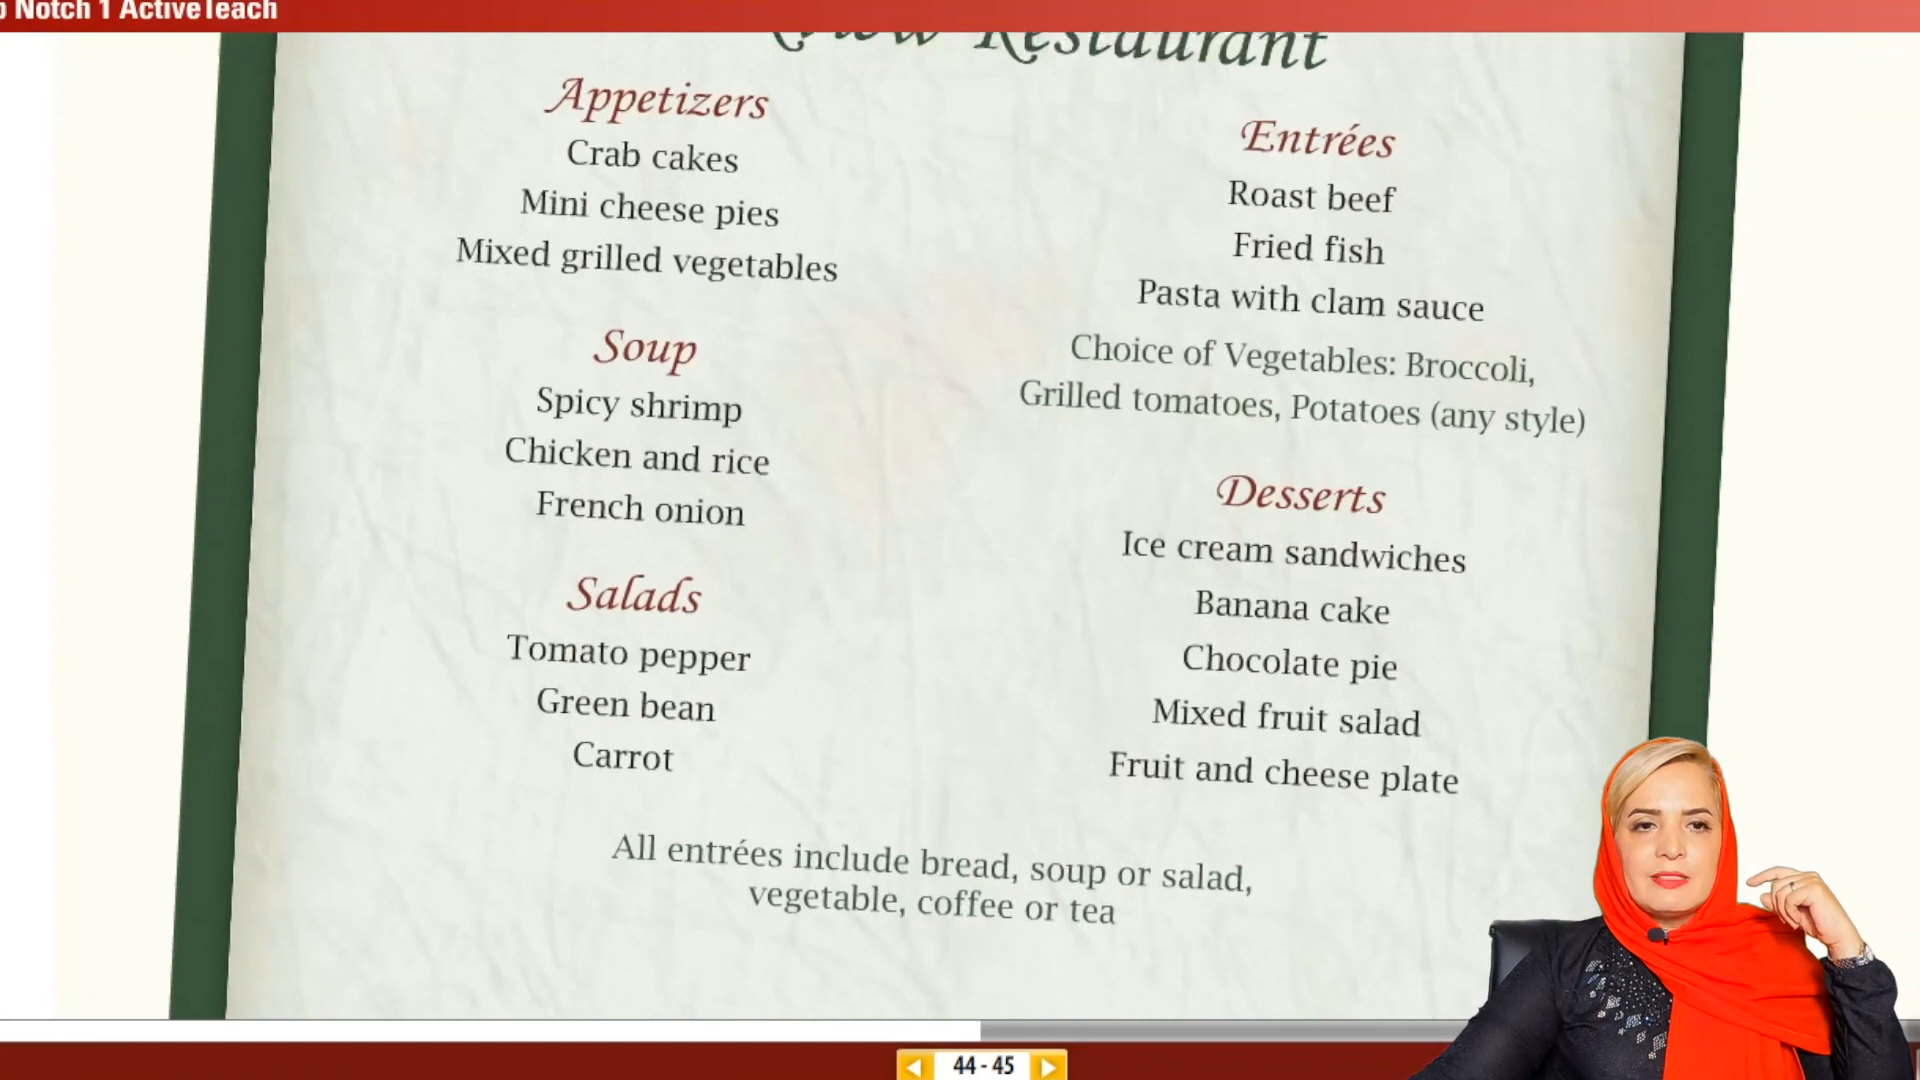 Notch 1 ActiveTeach
Restaurant
Appetizers
Crab cakes
Mini cheese pies
Mixed grilled vegetables
Soup
Spicy shrimp
Chicken and rice
French onion
Salads
Tomato pepper
Green bean
Carrot
Entrées
Roast beef
Fried fish
Pasta with clam sauce
Choice of Vegetables: Broccoli,
Grilled tomatoes, Potatoes (any style)
Desserts
Ice cream sandwiches
Banana cake
Chocolate pie
Mixed fruit salad
Fruit and cheese plate
All entrées include bread, soup or salad,
vegetable, coffee or tea
44 - 45